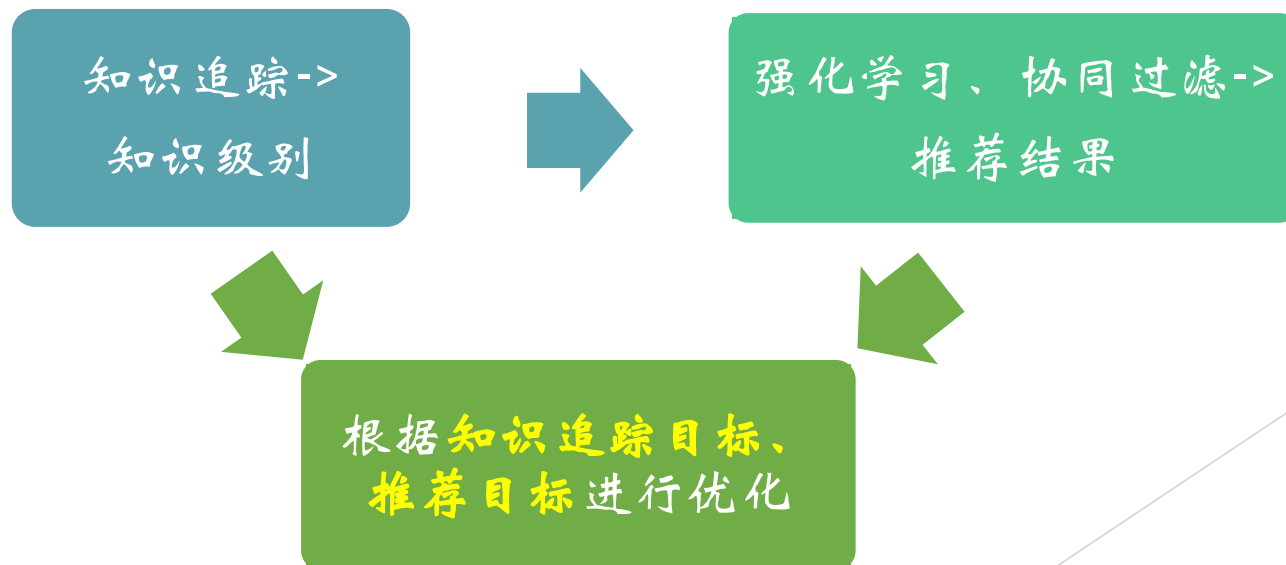 知识追踪->
知识级别
强化学习、协同过滤->
推荐结果
根据知识追踪目标、
推荐目标进行优化